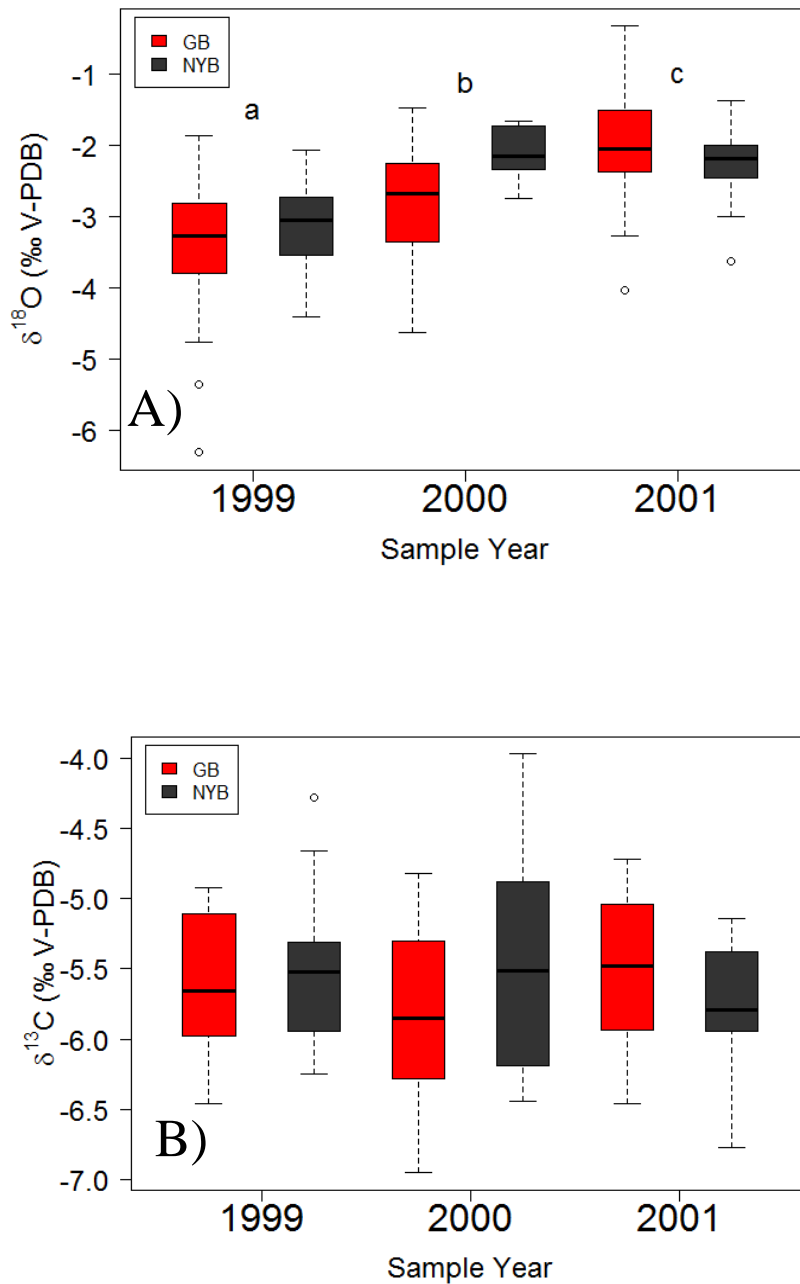 GB
NYB
a
b
c
-1
-2
-3
-4
-5
-6
δ¹⁸O (‰ V-PDB)
A)
1999 2000 2001
Sample Year
GB
NYB
-4.0
-4.5
-5.0
-5.5
-6.0
-6.5
-7.0
δ¹³C (‰ V-PDB)
B)
1999 2000 2001
Sample Year